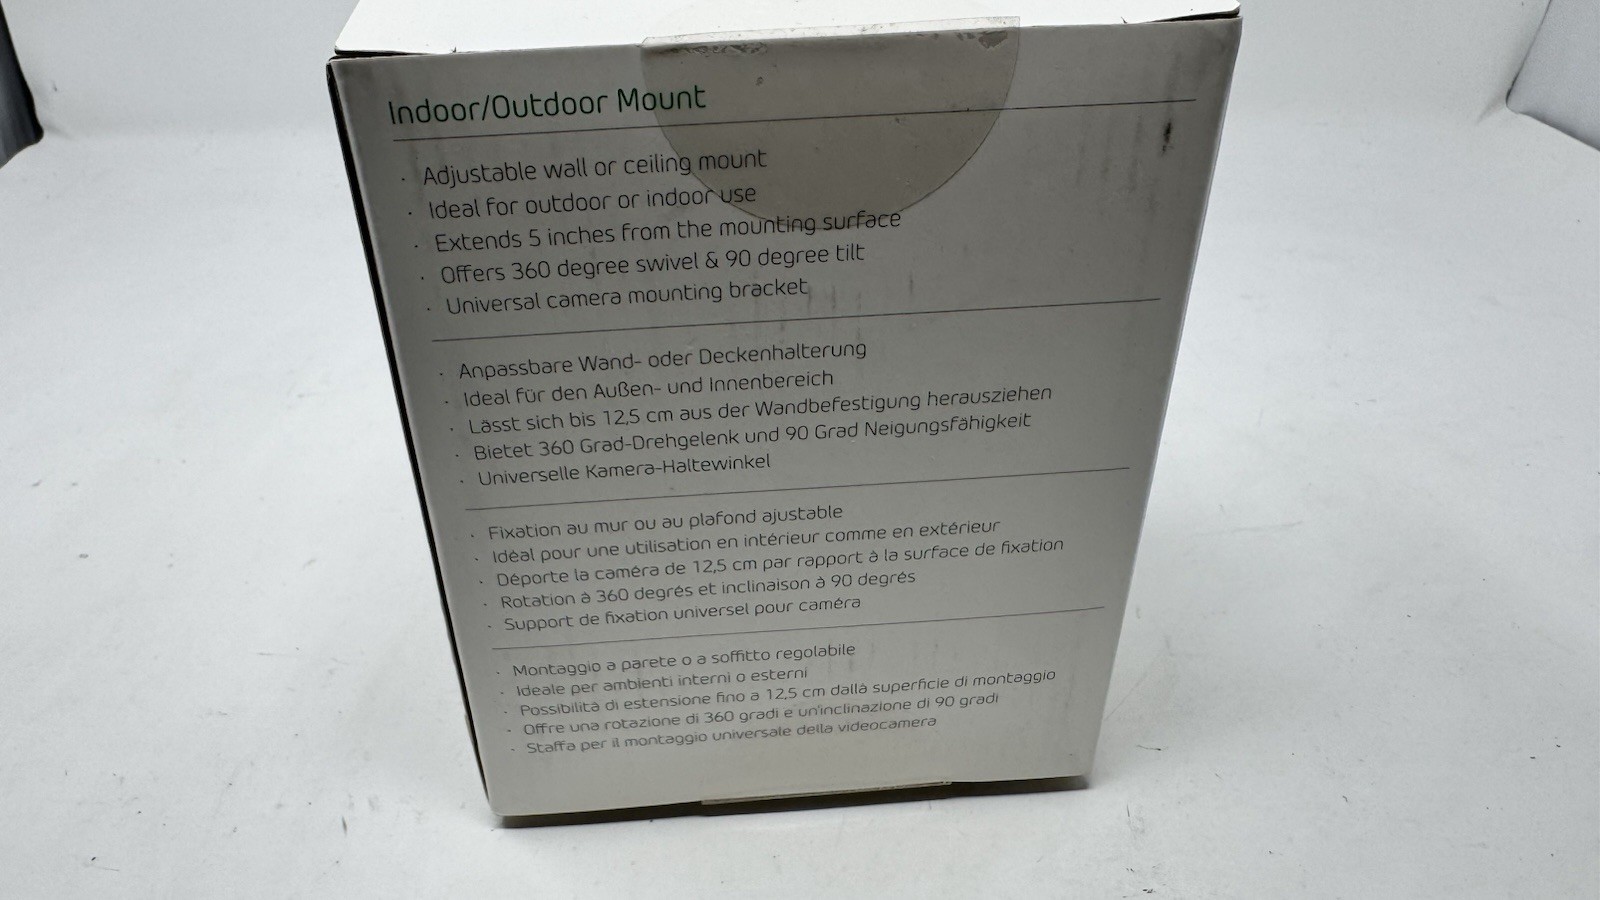 Indoor/Outdoor Mount
· Adjustable wall or ceiling mount
· Ideal for outdoor or indoor use
· Extends 5 inches from the mounting surface
· Offers 360 degree swivel & 90 degree tilt
· Universal camera mounting bracket
· Anpassbare Wand- oder Deckenhalterung
· Ideal für den Außen- und Innenbereich
· Lässt sich bis 12,5 cm aus der Wandbefestigung herausziehen
· Bietet 360 Grad-Drehgelenk und 90 Grad Neigungsfähigkeit
· Universelle Kamera-Haltewinkel
· Fixation au mur ou au plafond ajustable
· Idéal pour une utilisation en intérieur comme en extérieur
· Déporte la caméra de 12,5 cm par rapport à la surface de fixation
· Rotation à 360 degrés et inclinaison à 90 degrés
· Support de fixation universel pour caméra
· Montaggio a parete o a soffitto regolabile
· Ideale per ambienti interni o esterni
· Possibilità di estensione fino a 12,5 cm dalla superficie di montaggio
· Offre una rotazione di 360 gradi e un'inclinazione di 90 gradi
· Staffa per il montaggio universale della videocamera